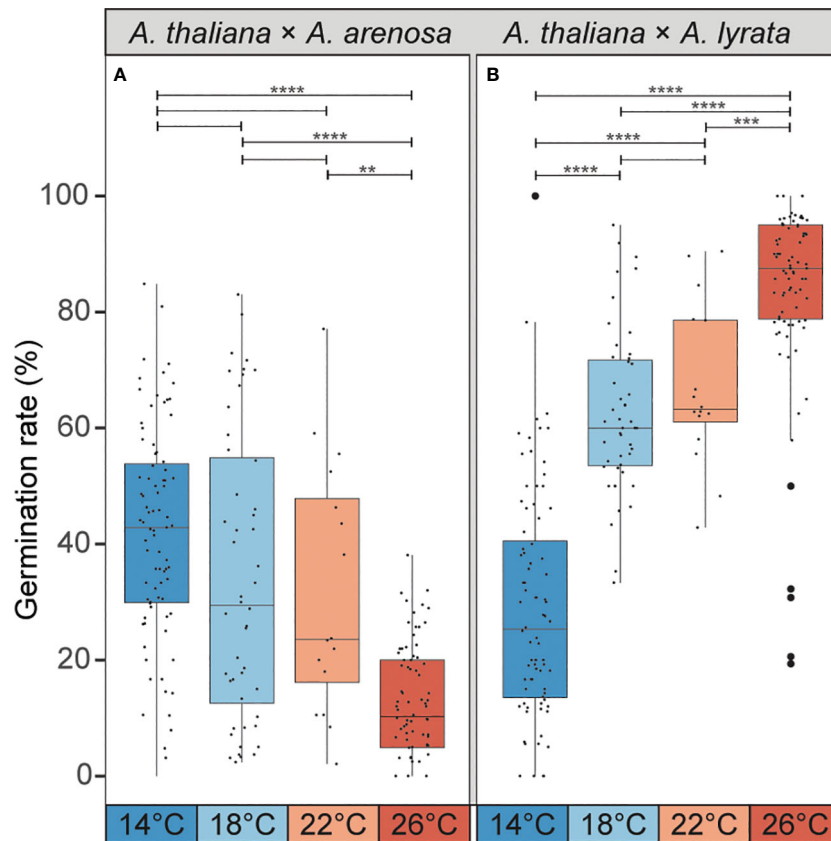 A. thaliana × A. arenosa
A. thaliana × A. lyrata
A
B
****
****
**
****
****
***
****
****
Germination rate (%)
100
80
60
40
20
0
14°C 18°C 22°C 26°C
14°C 18°C 22°C 26°C